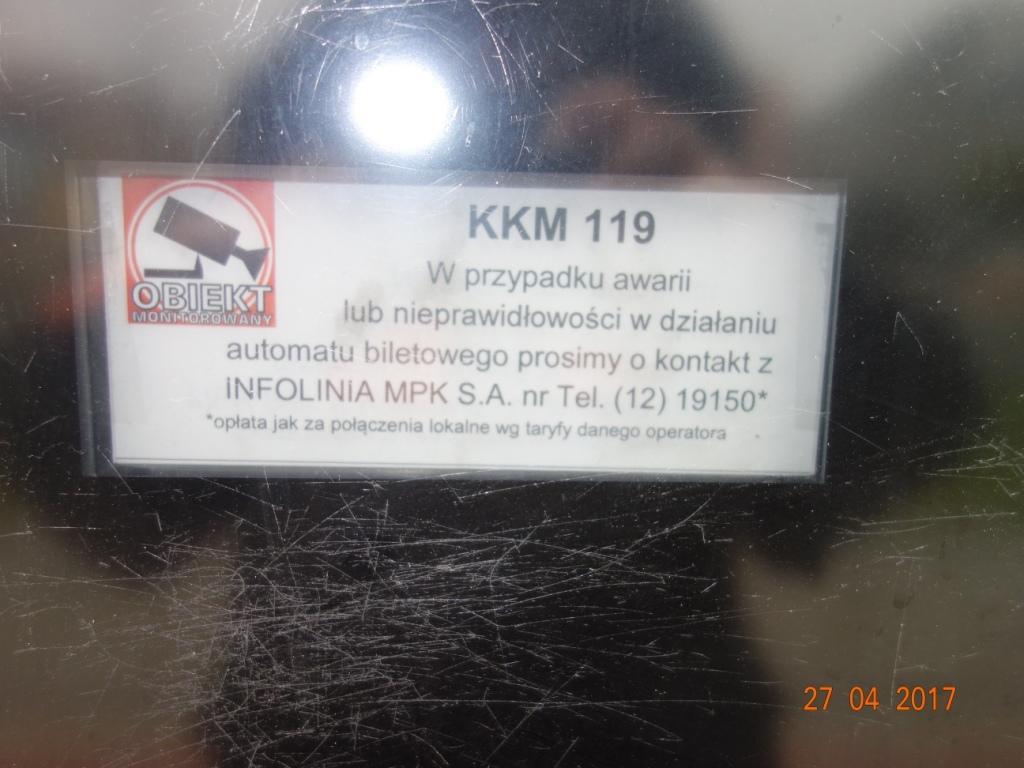 OBIEKT
MONITOROWANY
KKM 119
W przypadku awarii
lub nieprawidłowości w działaniu
automatu biletowego prosimy o kontakt z
INFOLINIA MPK S.A. nr Tel. (12) 19150*
*opłata jak za połączenia lokalne wg taryfy danego operatora
27 04 2017